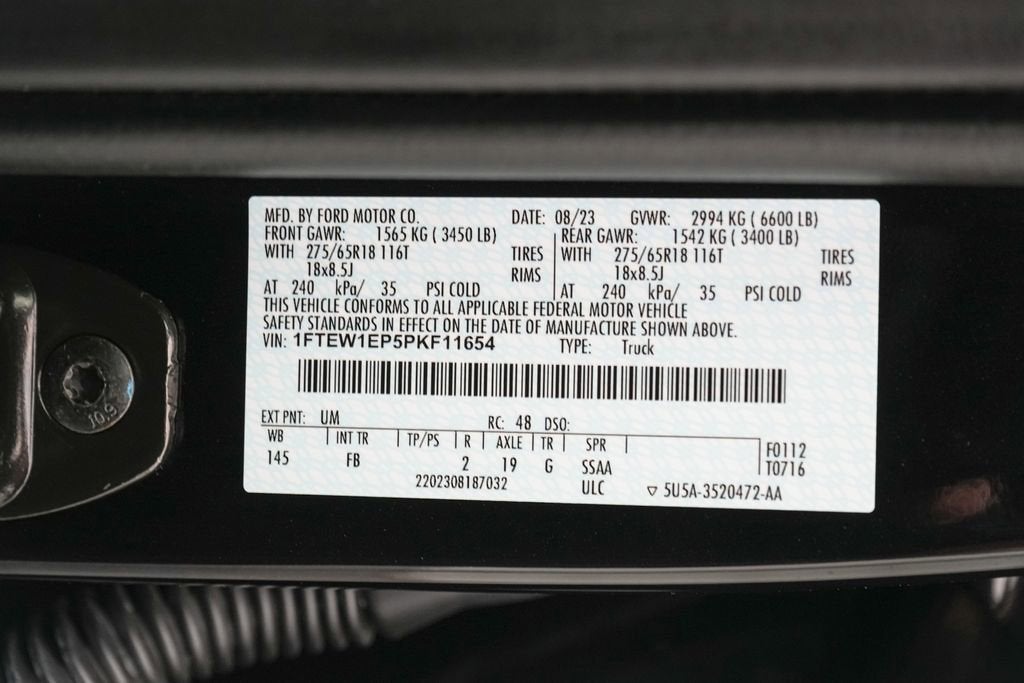 MFD. BY FORD MOTOR CO. DATE: 08/23 GVWR: 2994 KG ( 6600 LB)
FRONT GAWR: 1565 KG ( 3450 LB) REAR GAWR: 1542 KG ( 3400 LB)
WITH 275/65R18 116T TIRES WITH 275/65R18 116T TIRES
18x8.5J RIMS 18x8.5J RIMS
AT 240 kPa/ 35 PSI COLD AT 240 kPa/ 35 PSI COLD
THIS VEHICLE CONFORMS TO ALL APPLICABLE FEDERAL MOTOR VEHICLE
SAFETY STANDARDS IN EFFECT ON THE DATE OF MANUFACTURE SHOWN ABOVE.
VIN: 1FTEW1EP5PKF11654 TYPE: Truck
EXT PNT: UM RC: 48 DSO:
WB INT TR TP/PS R AXLE TR SPR F0112
145 FB 2 19 G SSAA T0716
2202308187032 ULC ▽ 5U5A-3520472-AA
10.9